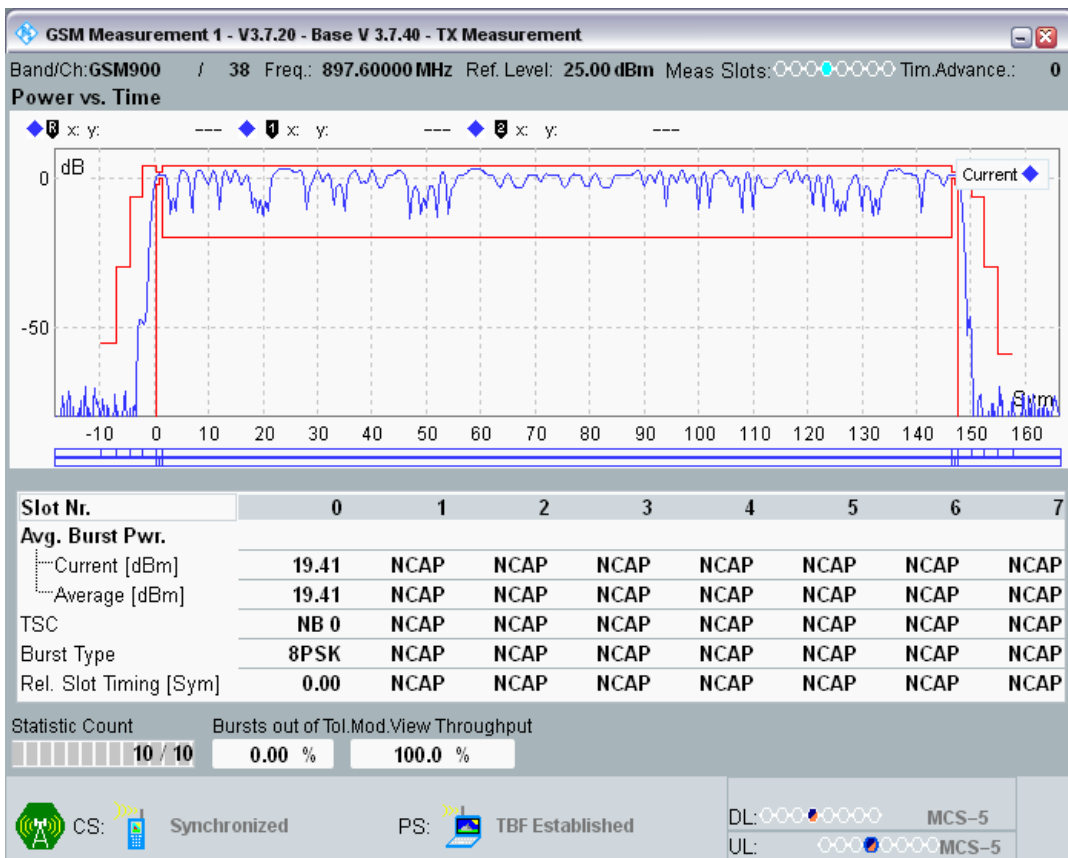 GSM Measurement 1 - V3.7.20 - Base V 3.7.40 - TX Measurement
Band/Ch:GSM900 / 38 Freq.: 897.60000 MHz Ref. Level: 25.00 dBm Meas Slots: Tim.Advance.: 0
Power vs. Time
R x: y: --- 1 x: y: --- 2 x: y: ---
dB
Current
0
-50
Sym
-10 0 10 20 30 40 50 60 70 80 90 100 110 120 130 140 150 160
Slot Nr. 0 1 2 3 4 5 6 7
Avg. Burst Pwr.
Current [dBm] 19.41 NCAP NCAP NCAP NCAP NCAP NCAP NCAP
Average [dBm] 19.41 NCAP NCAP NCAP NCAP NCAP NCAP NCAP
TSC NB 0 NCAP NCAP NCAP NCAP NCAP NCAP NCAP
Burst Type 8PSK NCAP NCAP NCAP NCAP NCAP NCAP NCAP
Rel. Slot Timing [Sym] 0.00 NCAP NCAP NCAP NCAP NCAP NCAP NCAP
Statistic Count Bursts out of Tol.Mod.View Throughput
10 / 10 0.00 % 100.0 %
CS: Synchronized PS: TBF Established
DL: MCS-5
UL: MCS-5